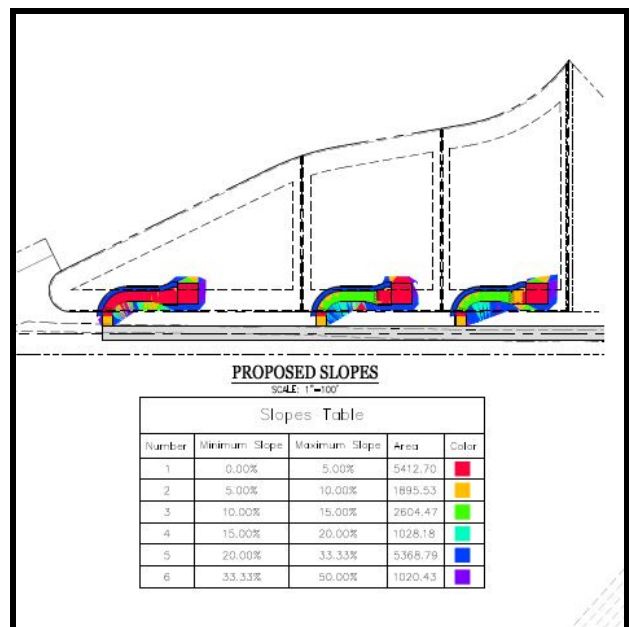 PROPOSED SLOPES
SCALE: 1"=100'
Slopes Table
Number Minimum Slope Maximum Slope Area Color
1 0.00% 5.00% 5412.70
2 5.00% 10.00% 1895.53
3 10.00% 15.00% 2604.47
4 15.00% 20.00% 1028.18
5 20.00% 33.33% 5368.79
6 33.33% 50.00% 1020.43